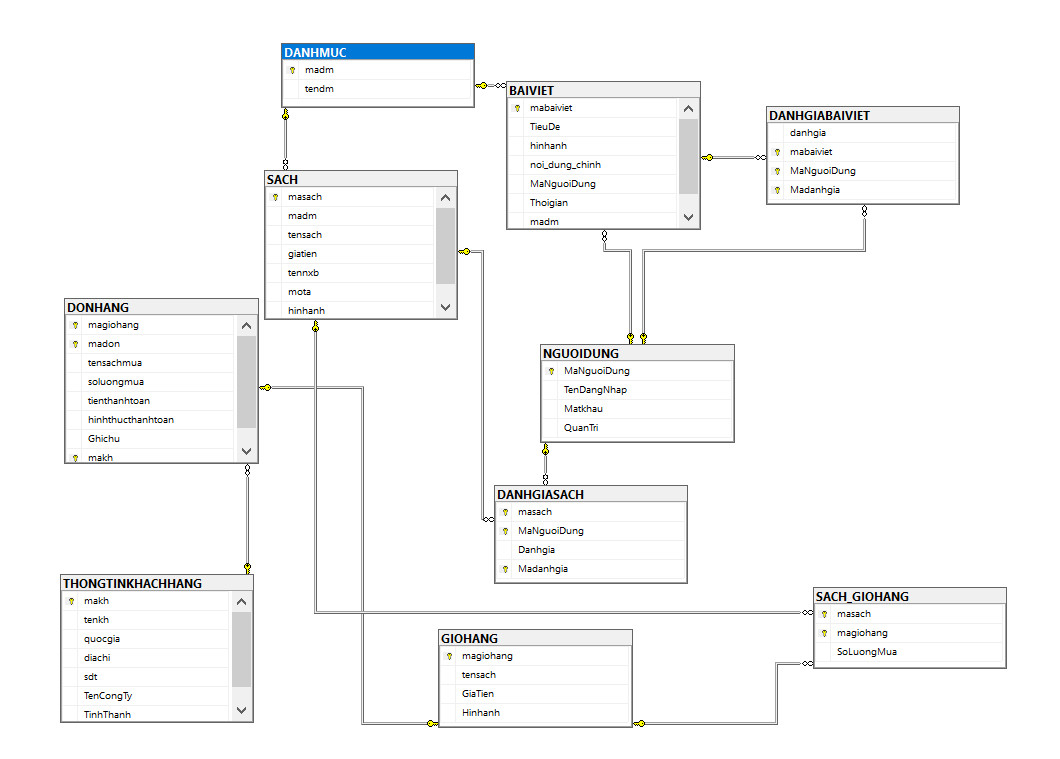 DANHMUC
madm
tendm
BAIVIET
mabaiviet
TieuDe
hinhanh
noi_dung_chinh
MaNguoiDung
Thoigian
madm
DANHGIABAIVIET
danhgia
mabaiviet
MaNguoiDung
Madanhgia
SACH
masach
madm
tensach
giatien
tennxb
mota
hinhanh
DONHANG
magiohang
madon
tensachmua
soluongmua
tienthanhtoan
hinhthucthanhtoan
Ghichu
makh
NGUOIDUNG
MaNguoiDung
TenDangNhap
Matkhau
QuanTri
DANHGIASACH
masach
MaNguoiDung
Danhgia
Madanhgia
THONGTINKHACHHANG
makh
tenkh
quocgia
diachi
sdt
TenCongTy
TinhThanh
GIOHANG
magiohang
tensach
GiaTien
Hinhanh
SACH_GIOHANG
masach
magiohang
SoLuongMua